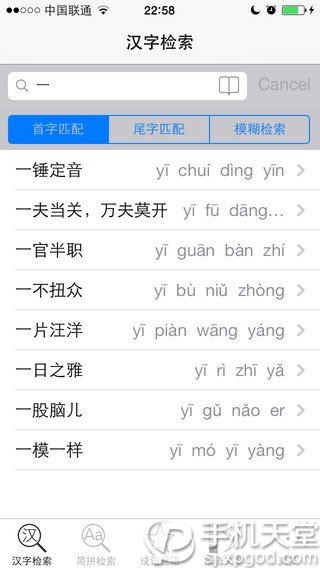 中国联通 22:58
汉字检索
一 Cancel
首字匹配 尾字匹配 模糊检索
一锤定音 yī chuí dìng yīn
一夫当关，万夫莫开 yī fū dāng...
一官半职 yī guān bàn zhí
一不扭众 yī bù niǔ zhòng
一片汪洋 yī piàn wāng yáng
一日之雅 yī rì zhī yǎ
一股脑儿 yī gǔ nǎo er
一模一样 yī mó yī yàng
汉 Aa
手机天堂
汉字检索 简拼检索
sjxpg.com